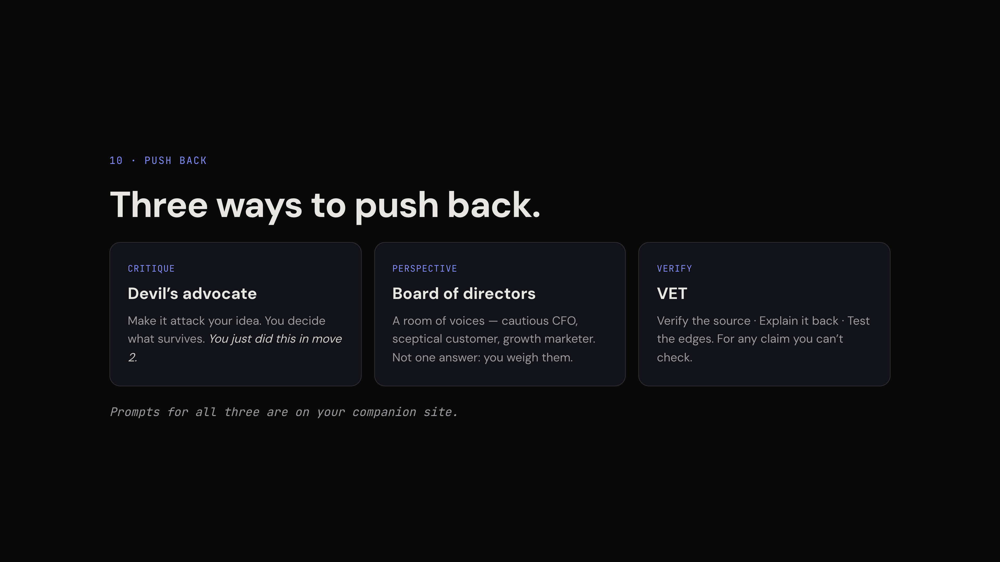 10 · PUSH BACK
Three ways to push back.
CRITIQUE
Devil’s advocate
Make it attack your idea. You decide
what survives. You just did this in move
2.
PERSPECTIVE
Board of directors
A room of voices — cautious CFO,
sceptical customer, growth marketer.
Not one answer: you weigh them.
VERIFY
VET
Verify the source · Explain it back · Test
the edges. For any claim you can’t
check.
Prompts for all three are on your companion site.